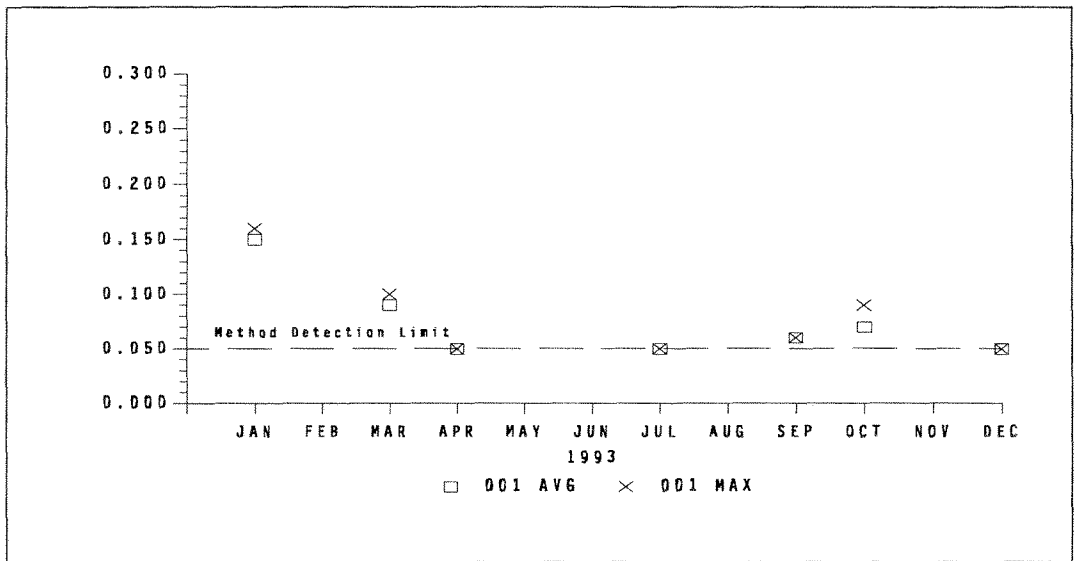 0.300
0.250
0.200
0.150
0.100
Method Detection Limit
0.050
0.000
JAN FEB MAR APR MAY JUN JUL AUG SEP OCT NOV DEC
1993
001 AVG 001 MAX